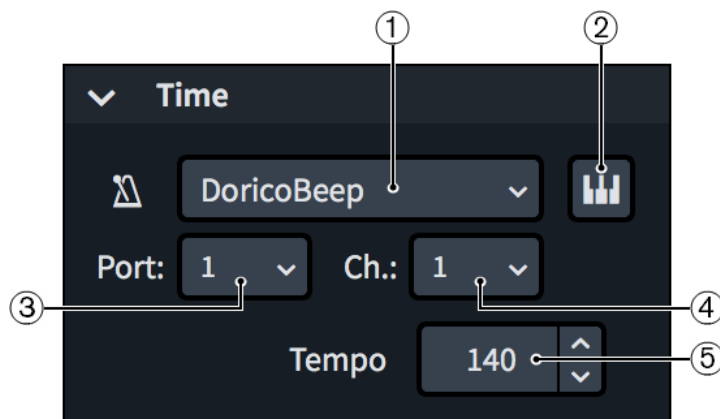 ① ②
Time
DoricoBeep
③ Port: 1 Ch.: 1 ④
Tempo 140 ⑤